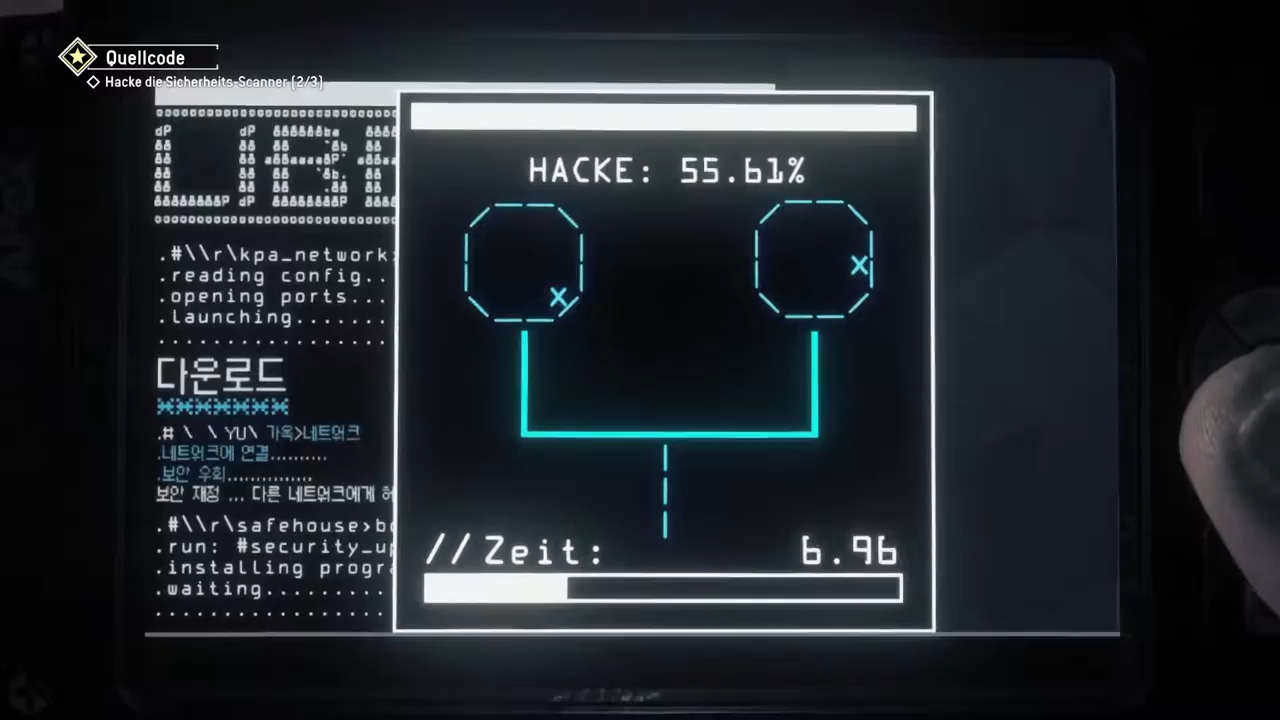 Quellcode
Hacke die Sicherheits-Scanner (2/3)
HACKE: 55.61%
.#\\r\kpa_network>
.reading config..
.opening ports...
.launching.......
.................
다운로드
.# \ \ YU\ 가옥>네트워크
.네트워크에 연결..........
.보안 우회...............
보안 재정 ... 다른 네트워크에게 허
.#\\r\safehouse>bo
.run: #security_up
.installing progra
.waiting..........
..................
//Zeit: 6.96